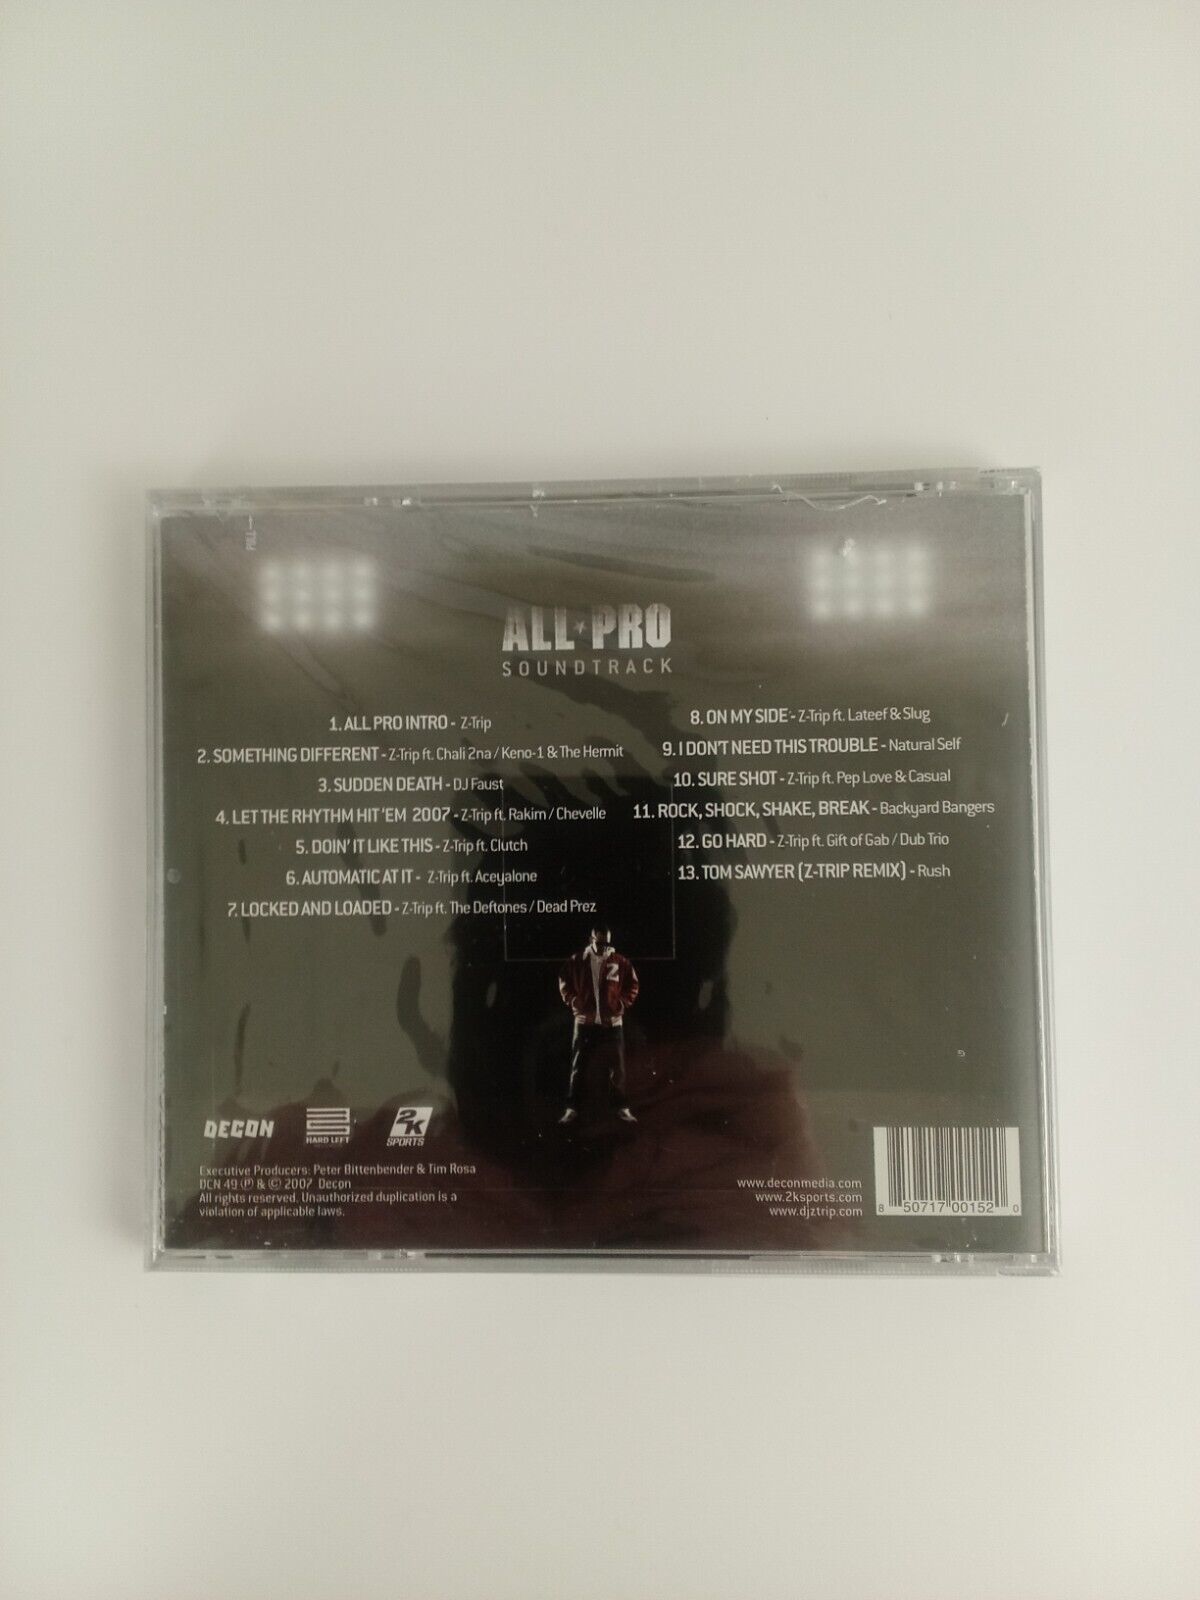 PULL
ALL★PRO
SOUNDTRACK
1. ALL PRO INTRO - Z-Trip
2. SOMETHING DIFFERENT - Z-Trip ft. Chali 2na / Keno-1 & The Hermit
3. SUDDEN DEATH - DJ Faust
4. LET THE RHYTHM HIT 'EM 2007 - Z-Trip ft. Rakim / Chevelle
5. DOIN' IT LIKE THIS - Z-Trip ft. Clutch
6. AUTOMATIC AT IT - Z-Trip ft. Aceyalone
7. LOCKED AND LOADED - Z-Trip ft. The Deftones / Dead Prez
8. ON MY SIDE - Z-Trip ft. Lateef & Slug
9. I DON'T NEED THIS TROUBLE - Natural Self
10. SURE SHOT - Z-Trip ft. Pep Love & Casual
11. ROCK, SHOCK, SHAKE, BREAK - Backyard Bangers
12. GO HARD - Z-Trip ft. Gift of Gab / Dub Trio
13. TOM SAWYER (Z-TRIP REMIX) - Rush
Z
G
DECON
HARD LEFT
2K
SPORTS
Executive Producers: Peter Bittenbender & Tim Rosa
DCN 49 ℗ & © 2007 Decon
All rights reserved. Unauthorized duplication is a
violation of applicable laws.
www.deconmedia.com
www.2ksports.com
www.djztrip.com
8 50717 00152 0